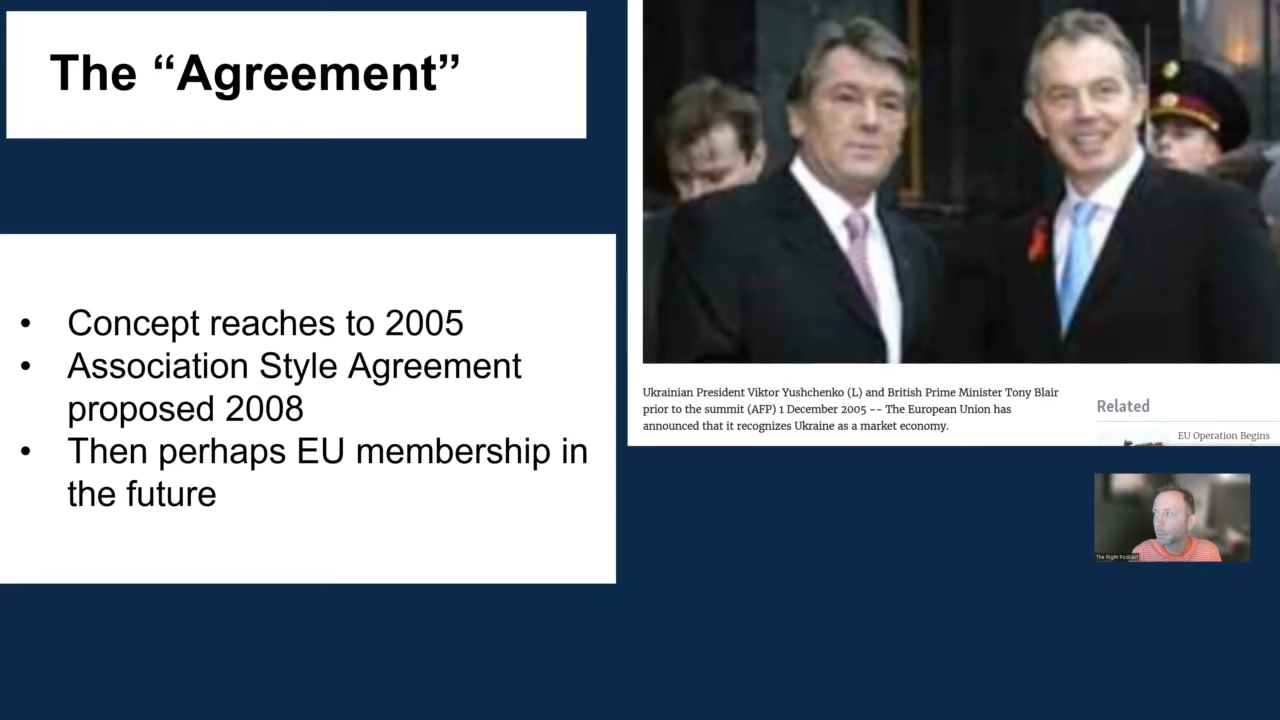 The “Agreement”
• Concept reaches to 2005
• Association Style Agreement
proposed 2008
• Then perhaps EU membership in
the future
Ukrainian President Viktor Yushchenko (L) and British Prime Minister Tony Blair
prior to the summit (AFP) 1 December 2005 -- The European Union has
announced that it recognizes Ukraine as a market economy.
Related
EU Operation Begins
The Right Podcast